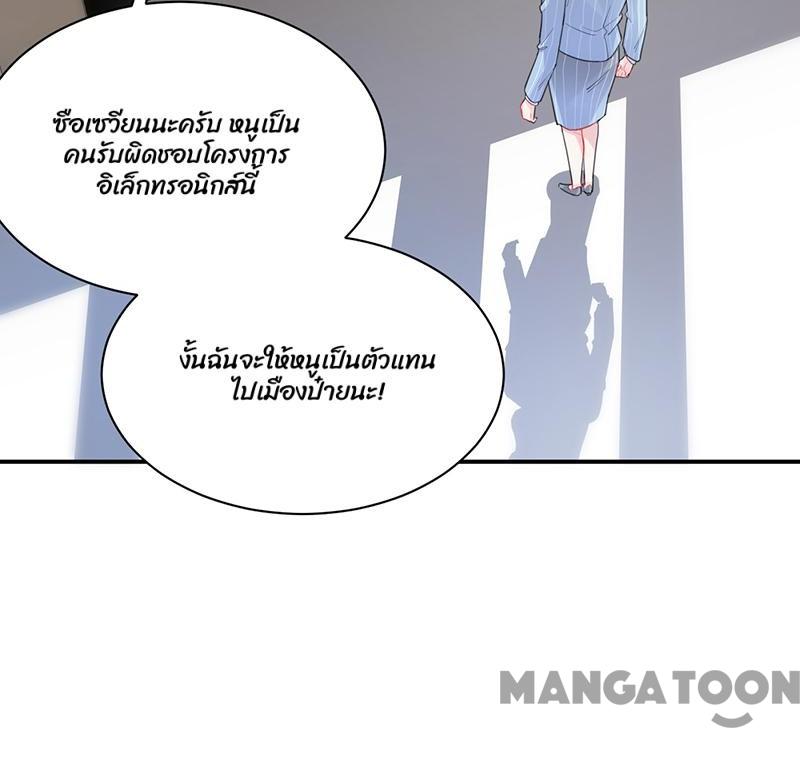 ซือเซวียนนะครับ หนูเป็น
คนรับผิดชอบโครงการ
อิเล็กทรอนิกส์นี้
งั้นฉันจะให้หนูเป็นตัวแทน
ไปเมืองป๋ายนะ!
MANGATOON